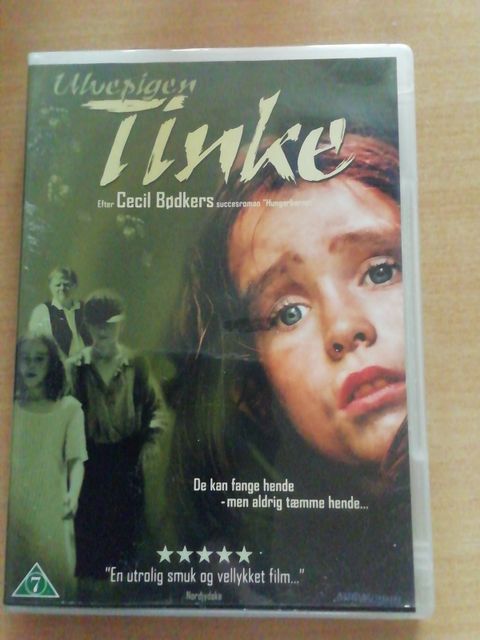 Ulvepigen
Tinke
Efter Cecil Bødkers succesroman "Hungerbarnet"
De kan fange hende
- men aldrig tæmme hende...
"En utrolig smuk og vellykket film..."
Nordjyske
7